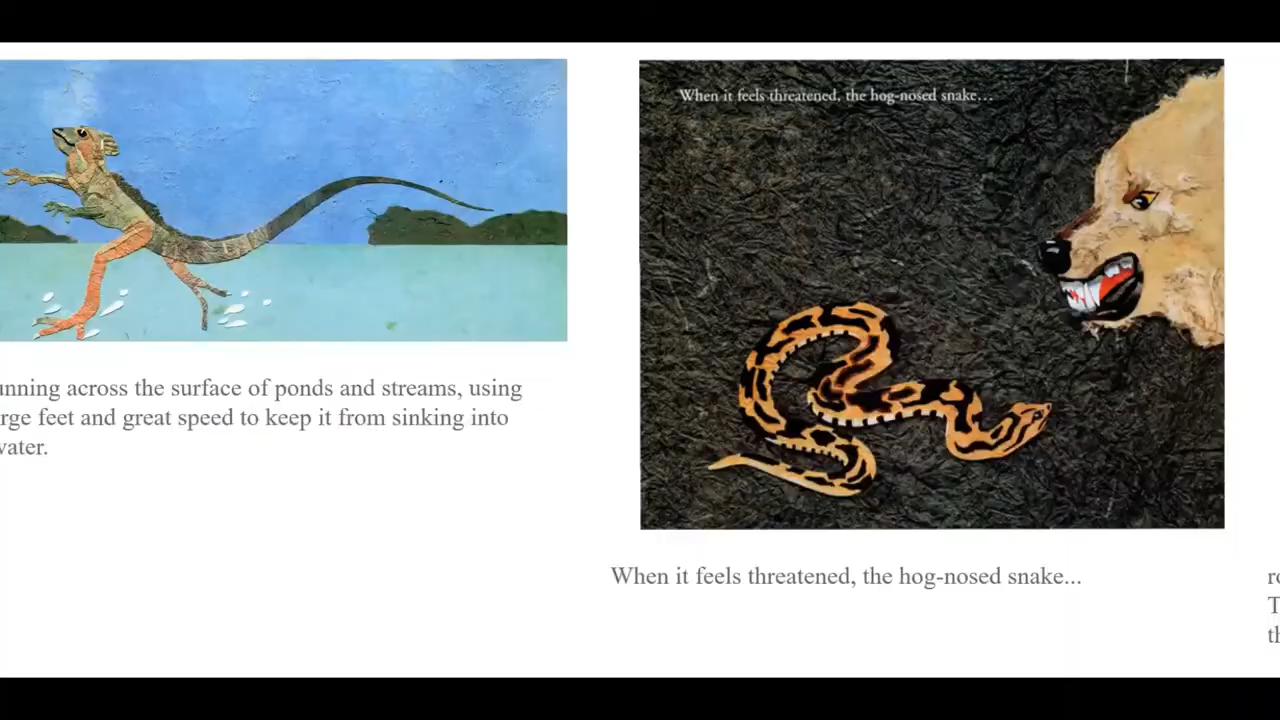 unning across the surface of ponds and streams, using
rge feet and great speed to keep it from sinking into
vater.
When it feels threatened, the hog-nosed snake…
When it feels threatened, the hog-nosed snake...